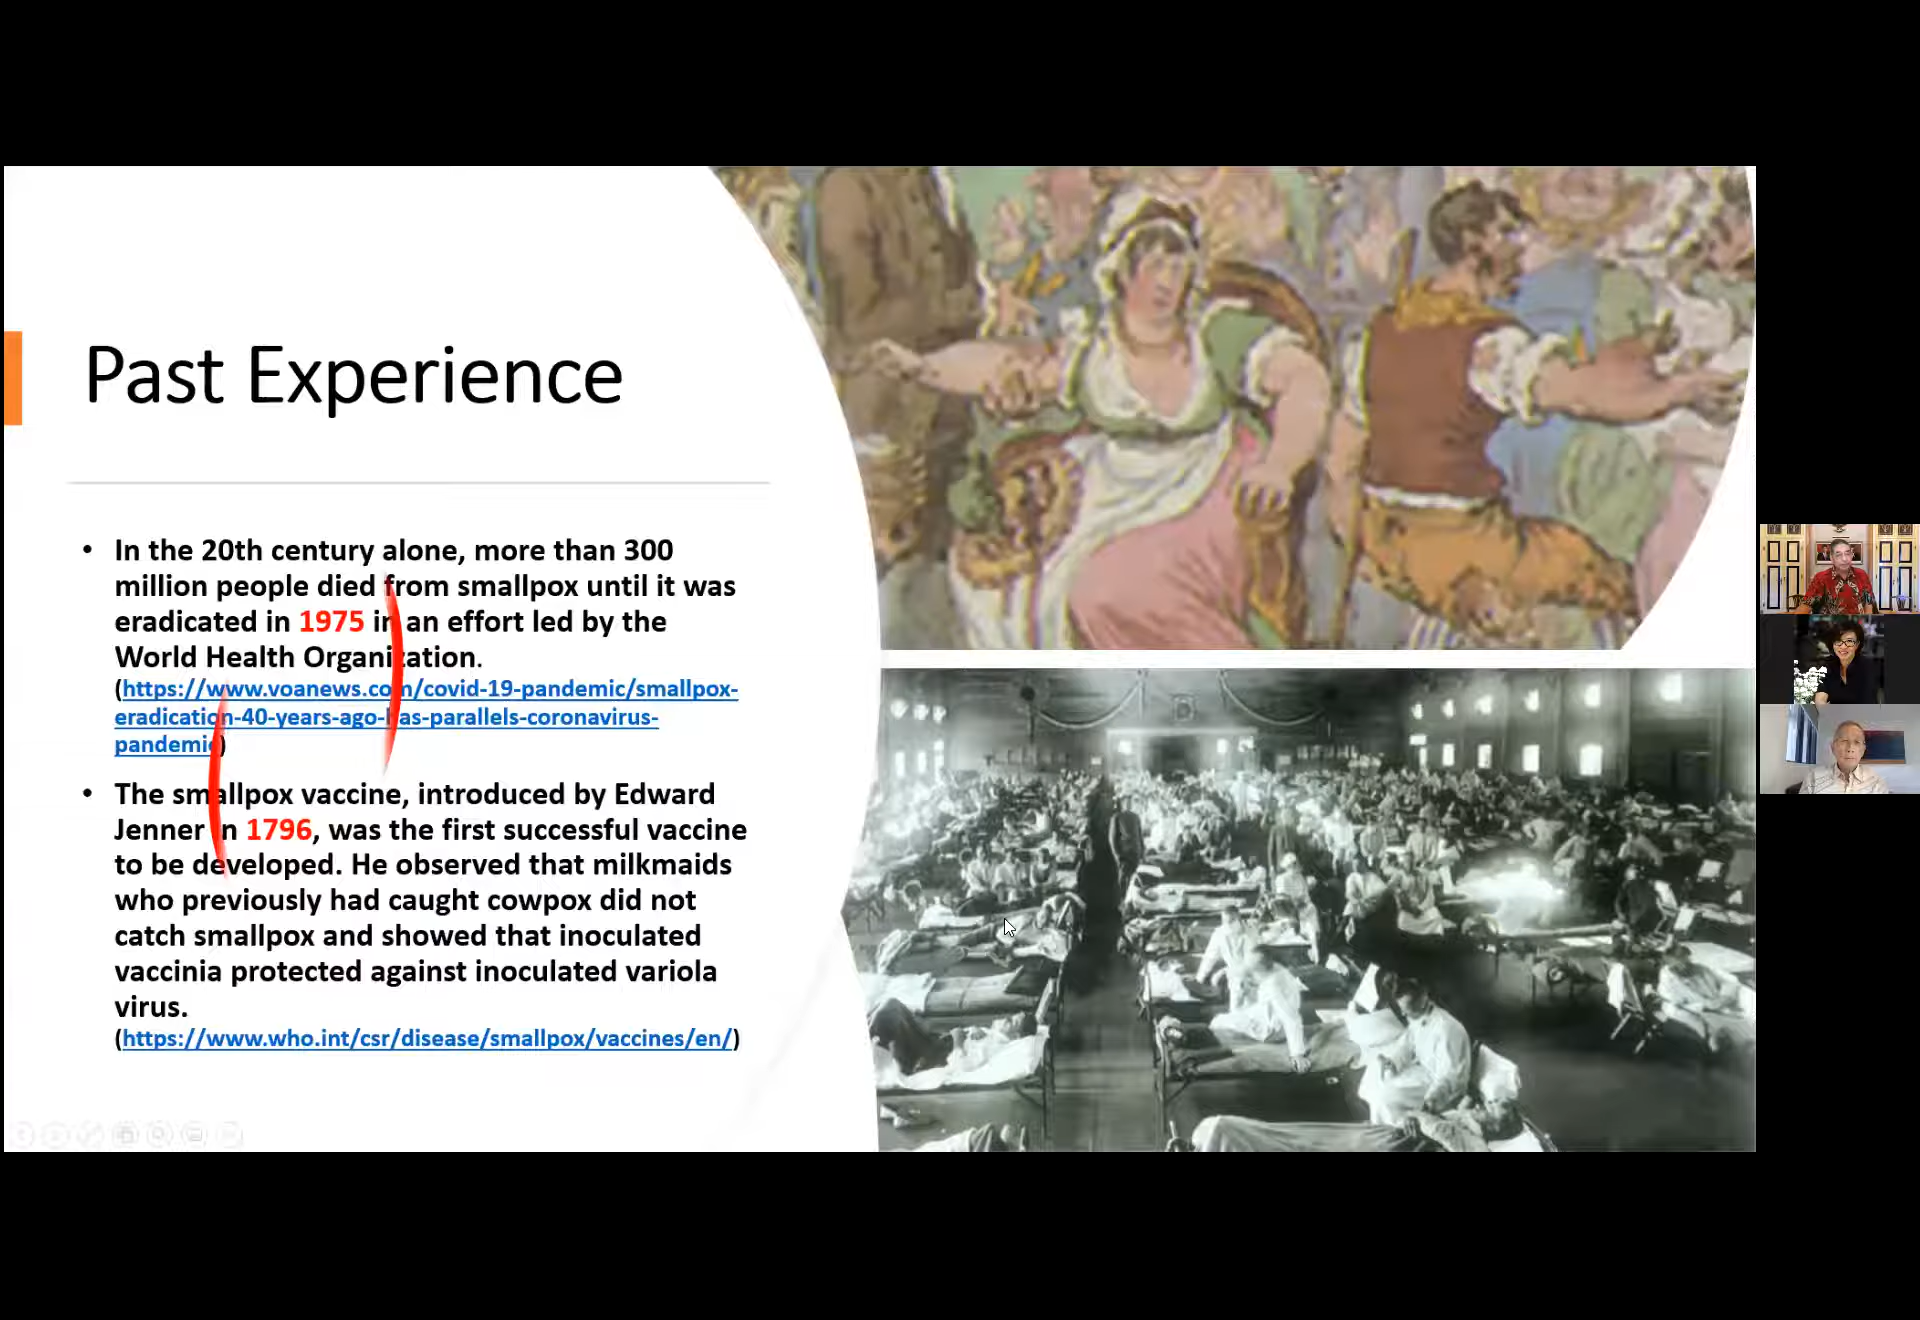 Past Experience
• In the 20th century alone, more than 300
million people died from smallpox until it was
eradicated in 1975 in an effort led by the
World Health Organization.
(https://www.voanews.com/covid-19-pandemic/smallpox-
eradication-40-years-ago-has-parallels-coronavirus-
pandemic)
• The smallpox vaccine, introduced by Edward
Jenner in 1796, was the first successful vaccine
to be developed. He observed that milkmaids
who previously had caught cowpox did not
catch smallpox and showed that inoculated
vaccinia protected against inoculated variola
virus.
(https://www.who.int/csr/disease/smallpox/vaccines/en/)